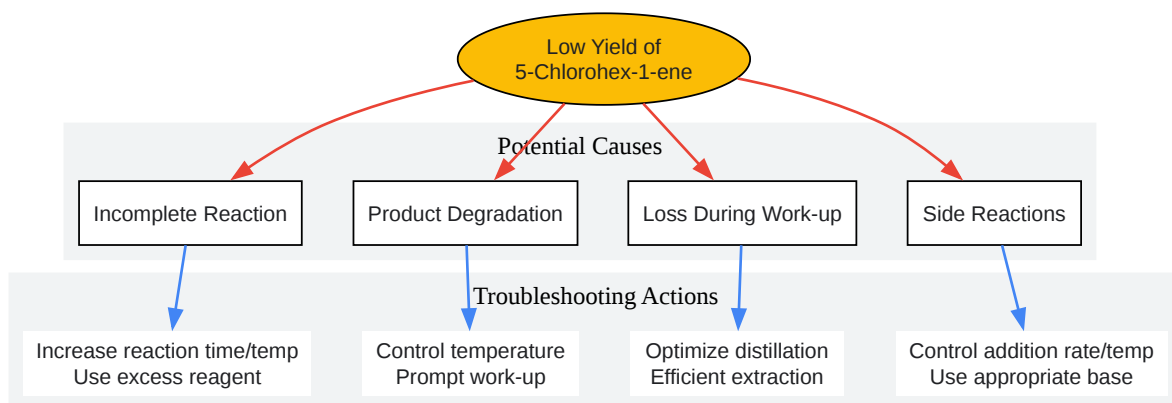 Low Yield of
5-Chlorohex-1-ene
Potential Causes
Incomplete Reaction
Product Degradation
Loss During Work-up
Side Reactions
Troubleshooting Actions
Increase reaction time/temp
Use excess reagent
Control temperature
Prompt work-up
Optimize distillation
Efficient extraction
Control addition rate/temp
Use appropriate base